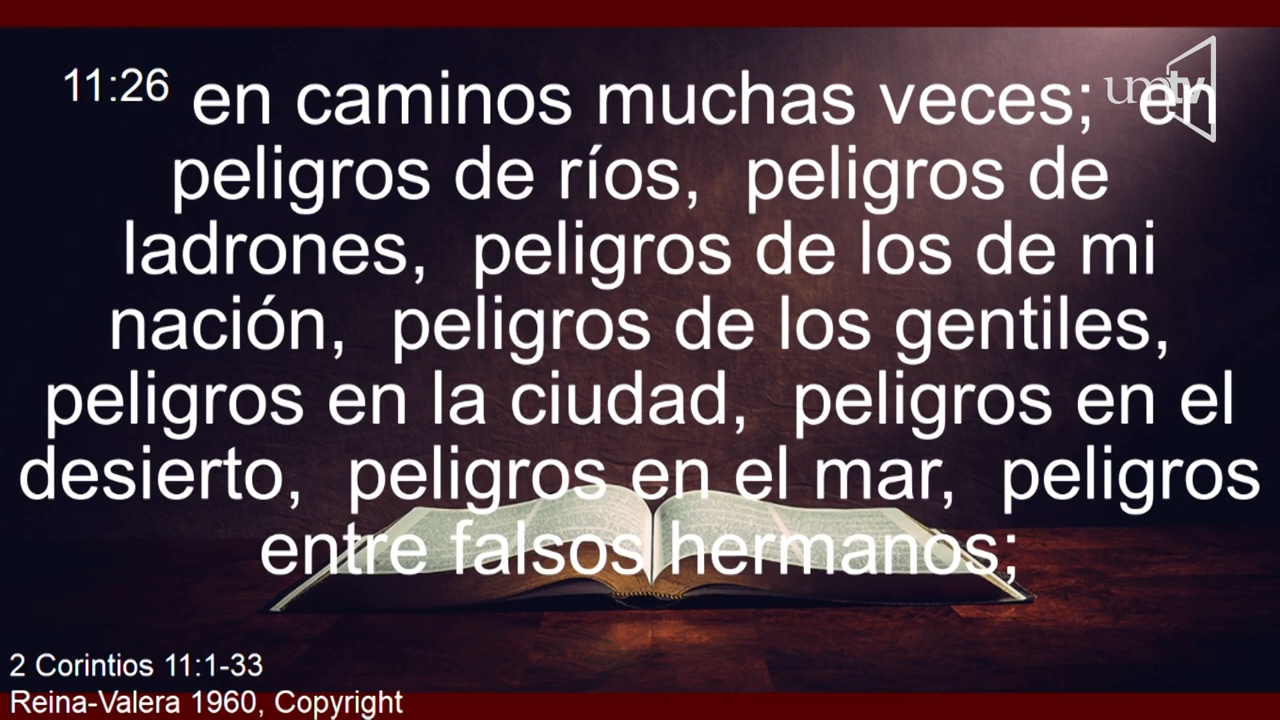 umtv
11:26 en caminos muchas veces; en
peligros de ríos, peligros de
ladrones, peligros de los de mi
nación, peligros de los gentiles,
peligros en la ciudad, peligros en el
desierto, peligros en el mar, peligros
entre falsos hermanos;
2 Corintios 11:1-33
Reina-Valera 1960, Copyright